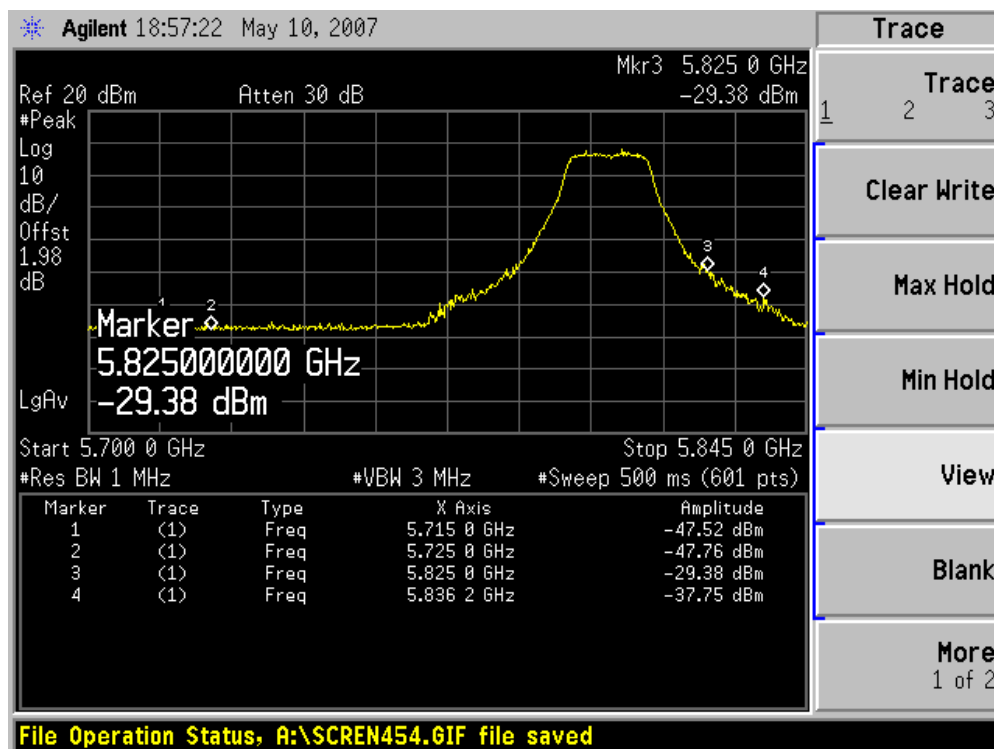 Agilent 18:57:22 May 10, 2007
Trace
Mkr3 5.825 0 GHz
Ref 20 dBm Atten 30 dB -29.38 dBm
#Peak
Log
10
dB/
Offst
1.98
dB
LgAv
1
2
3
4
Marker
5.825000000 GHz
-29.38 dBm
Start 5.700 0 GHz Stop 5.845 0 GHz
#Res BW 1 MHz #VBW 3 MHz #Sweep 500 ms (601 pts)
Marker Trace Type X Axis Amplitude
1 (1) Freq 5.715 0 GHz -47.52 dBm
2 (1) Freq 5.725 0 GHz -47.76 dBm
3 (1) Freq 5.825 0 GHz -29.38 dBm
4 (1) Freq 5.836 2 GHz -37.75 dBm
Trace
1 2 3
Clear Write
Max Hold
Min Hold
View
Blank
More
1 of 2
File Operation Status, A:\SCREN454.GIF file saved